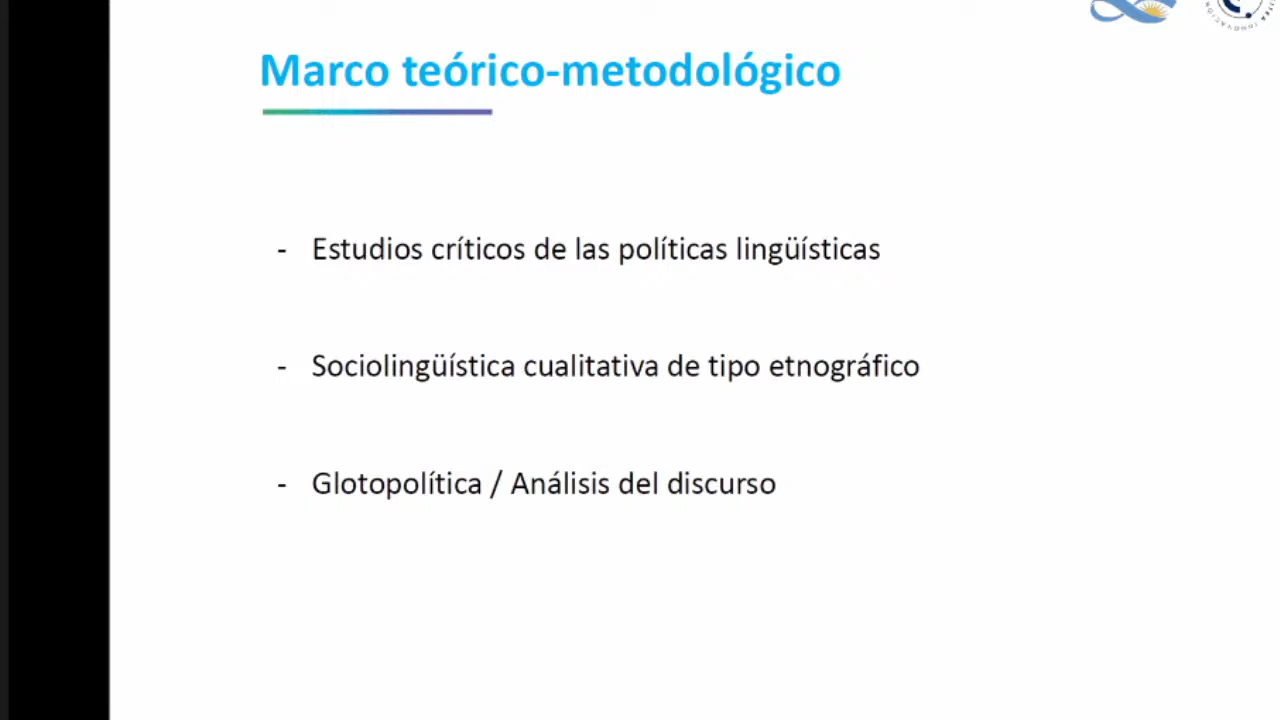 Marco teórico-metodológico
- Estudios críticos de las políticas lingüísticas
- Sociolingüística cualitativa de tipo etnográfico
- Glotopolítica / Análisis del discurso